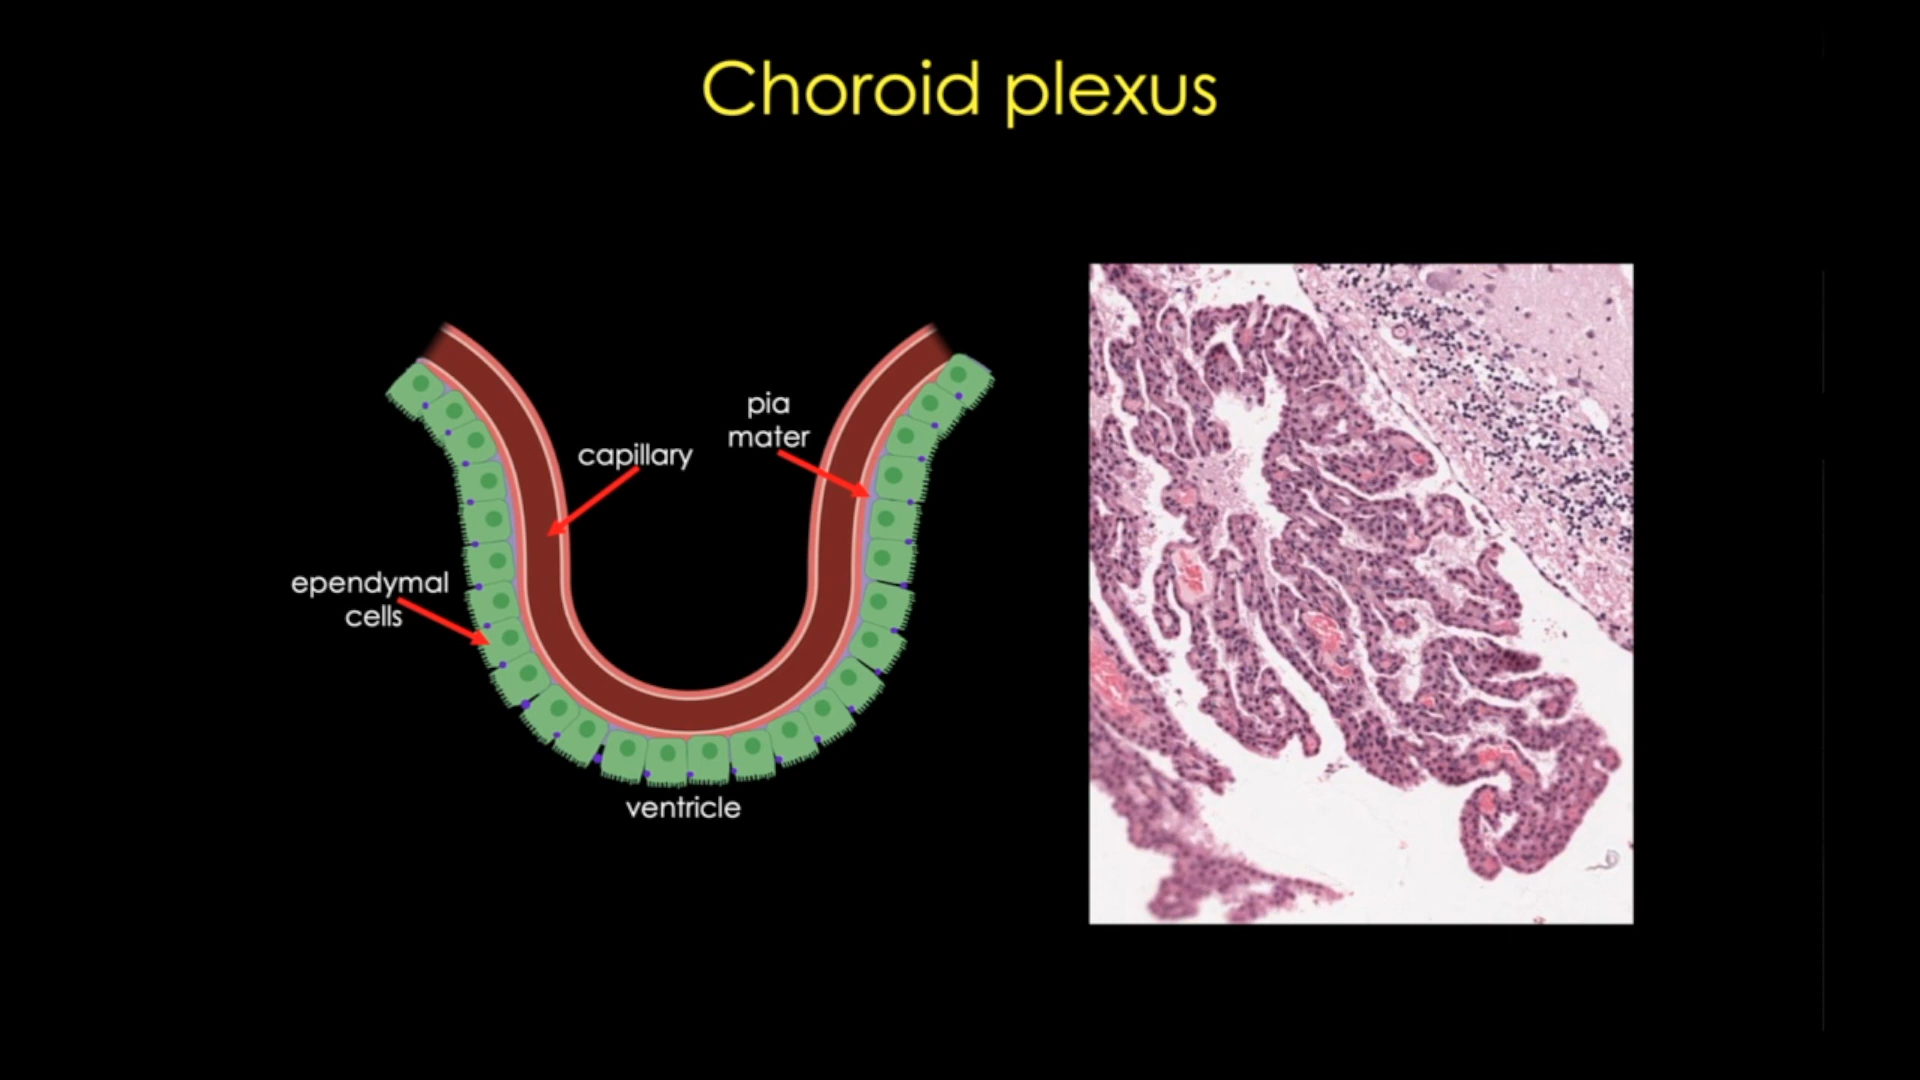 Choroid plexus
pia
mater
capillary
ependymal
cells
ventricle